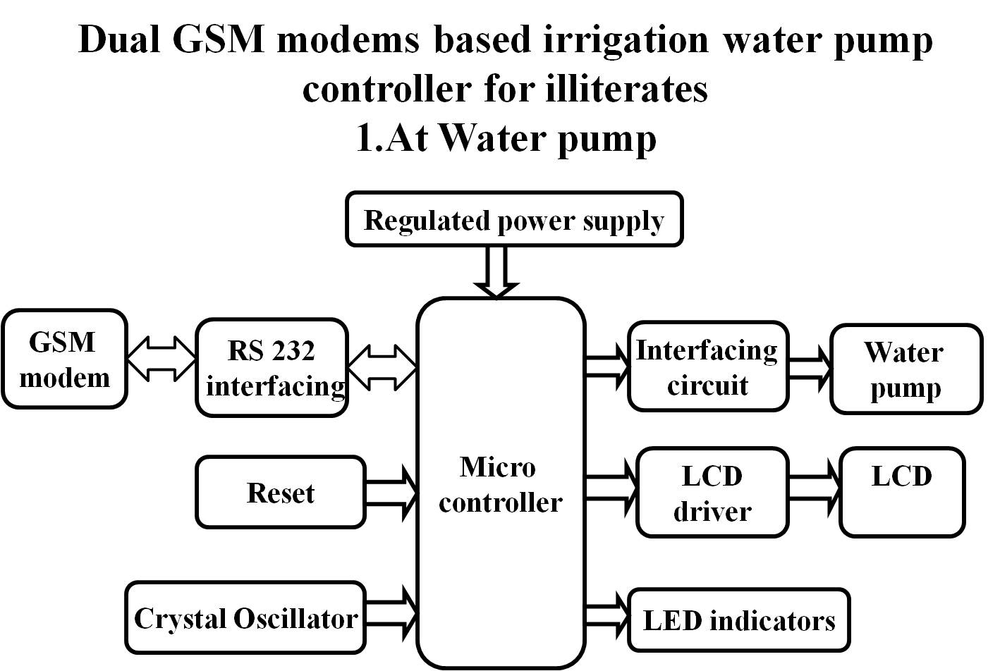 Dual GSM modems based irrigation water pump
controller for illiterates
1.At Water pump
Regulated power supply
GSM
modem
RS 232
interfacing
Interfacing
circuit
Water
pump
Reset
Micro
controller
LCD
driver
LCD
Crystal Oscillator
LED indicators